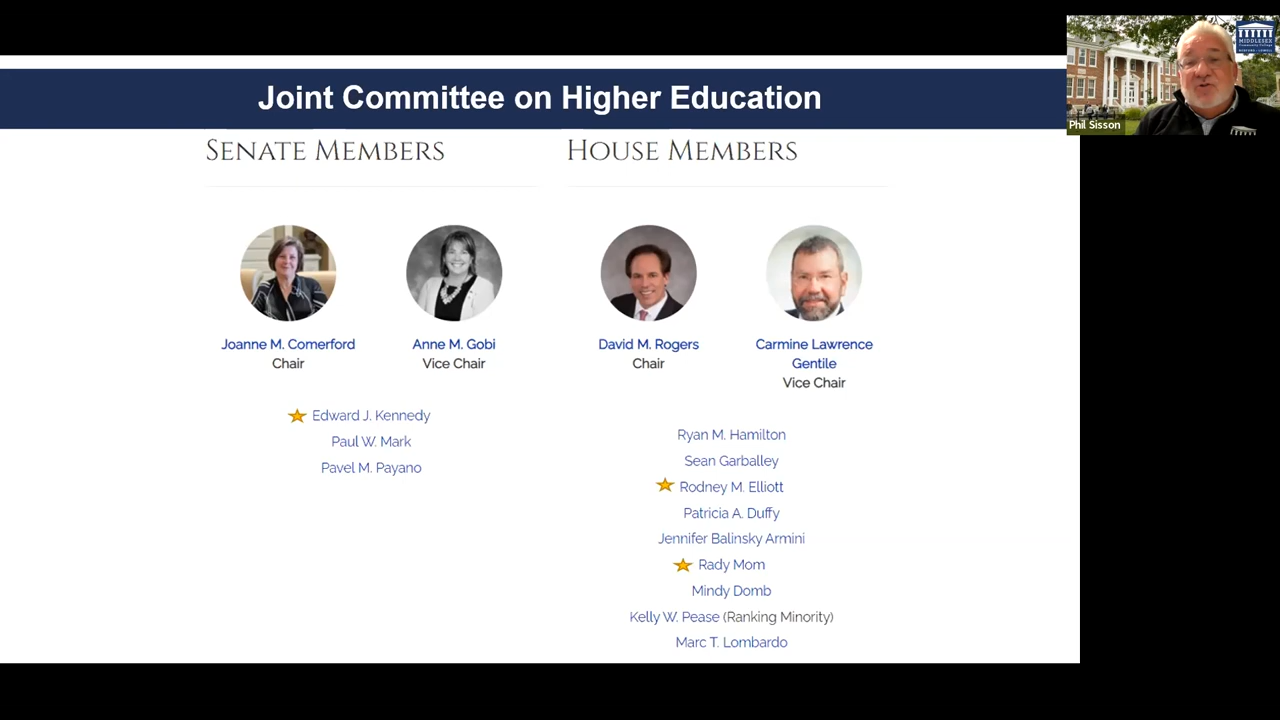 Joint Committee on Higher Education
SENATE MEMBERS
HOUSE MEMBERS
Joanne M. Comerford
Chair
Anne M. Gobi
Vice Chair
David M. Rogers
Chair
Carmine Lawrence
Gentile
Vice Chair
Edward J. Kennedy
Paul W. Mark
Pavel M. Payano
Ryan M. Hamilton
Sean Garballey
Rodney M. Elliott
Patricia A. Duffy
Jennifer Balinsky Armini
Rady Mom
Mindy Domb
Kelly W. Pease (Ranking Minority)
Marc T. Lombardo
MIDDLESEX
Phil Sisson